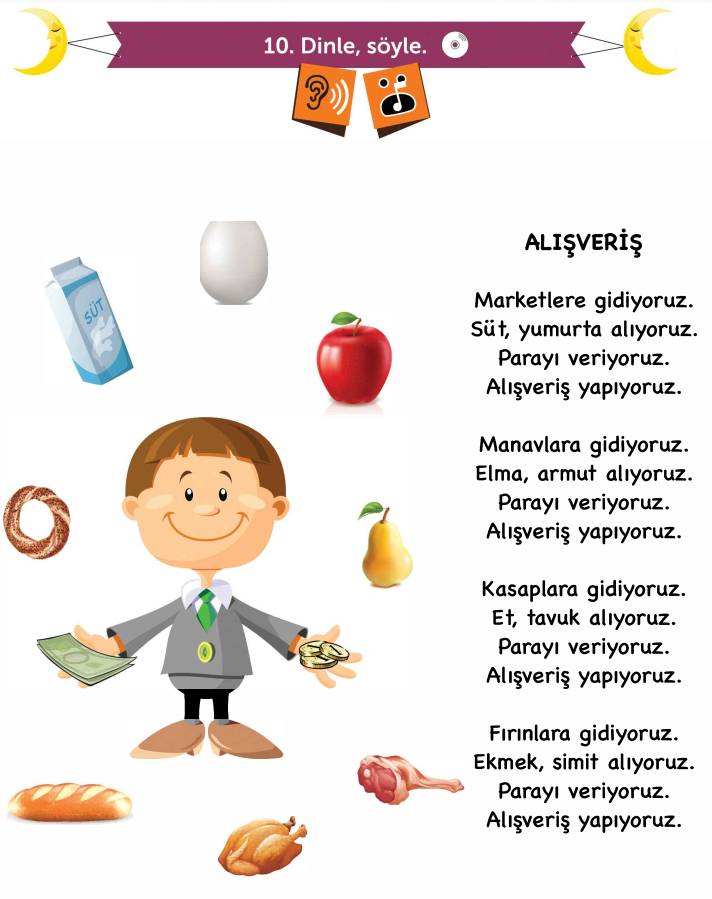 10. Dinle, söyle.
SÜT
ALIŞVERİŞ
Marketlere gidiyoruz.
Süt, yumurta alıyoruz.
Parayı veriyoruz.
Alışveriş yapıyoruz.
Manavlara gidiyoruz.
Elma, armut alıyoruz.
Parayı veriyoruz.
Alışveriş yapıyoruz.
Kasaplara gidiyoruz.
Et, tavuk alıyoruz.
Parayı veriyoruz.
Alışveriş yapıyoruz.
Fırınlara gidiyoruz.
Ekmek, simit alıyoruz.
Parayı veriyoruz.
Alışveriş yapıyoruz.